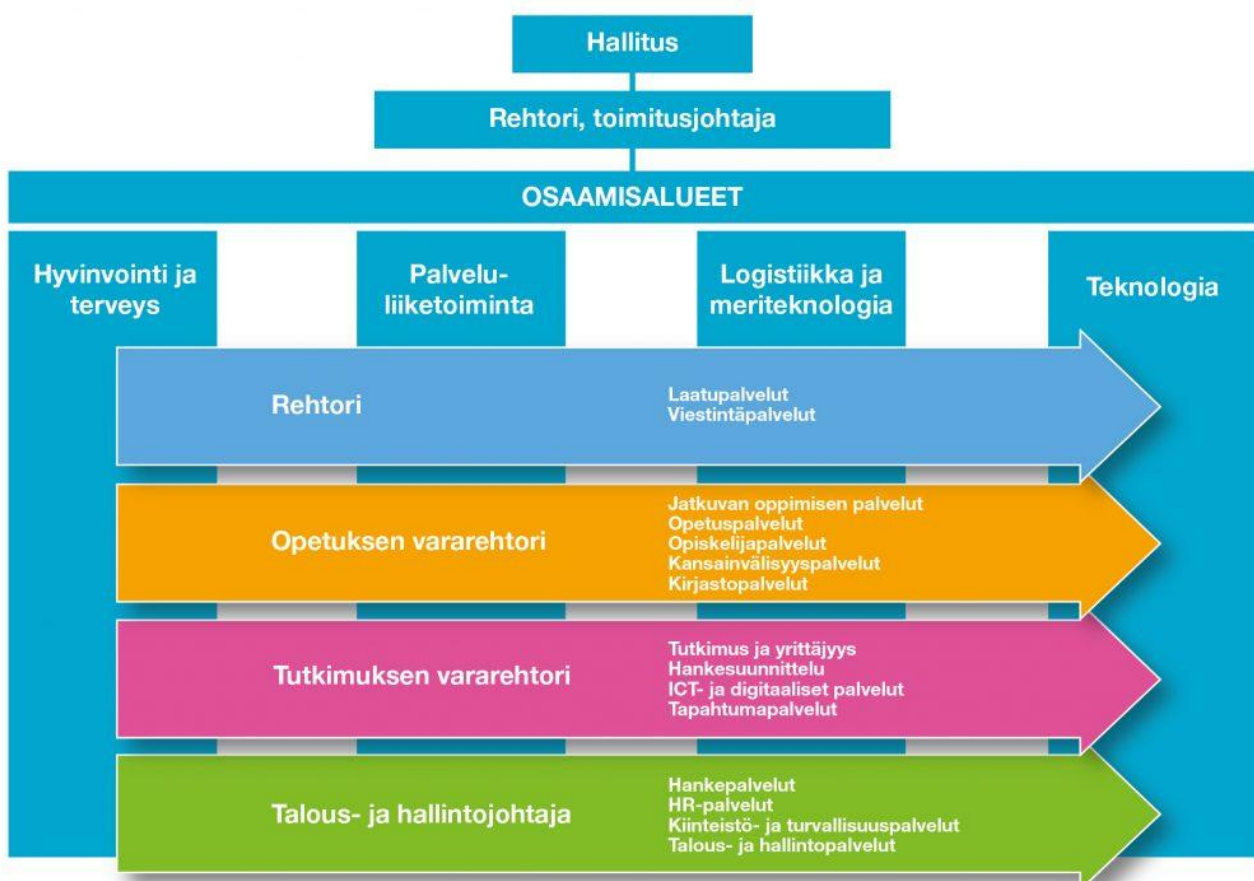 Hallitus
Rehtori, toimitusjohtaja
OSAAMISALUEET
Hyvinvointi ja
terveys
Palvelu-
liiketoiminta
Logistiikka ja
meriteknologia
Teknologia
Rehtori
Laatupalvelut
Viestintäpalvelut
Opetuksen vararehtori
Jatkuvan oppimisen palvelut
Opetuspalvelut
Opiskelijapalvelut
Kansainvälisyyspalvelut
Kirjastopalvelut
Tutkimuksen vararehtori
Tutkimus ja yrittäjyys
Hankesuunnittelu
ICT- ja digitaaliset palvelut
Tapahtumapalvelut
Talous- ja hallintojohtaja
Hankepalvelut
HR-palvelut
Kiinteistö- ja turvallisuuspalvelut
Talous- ja hallintopalvelut